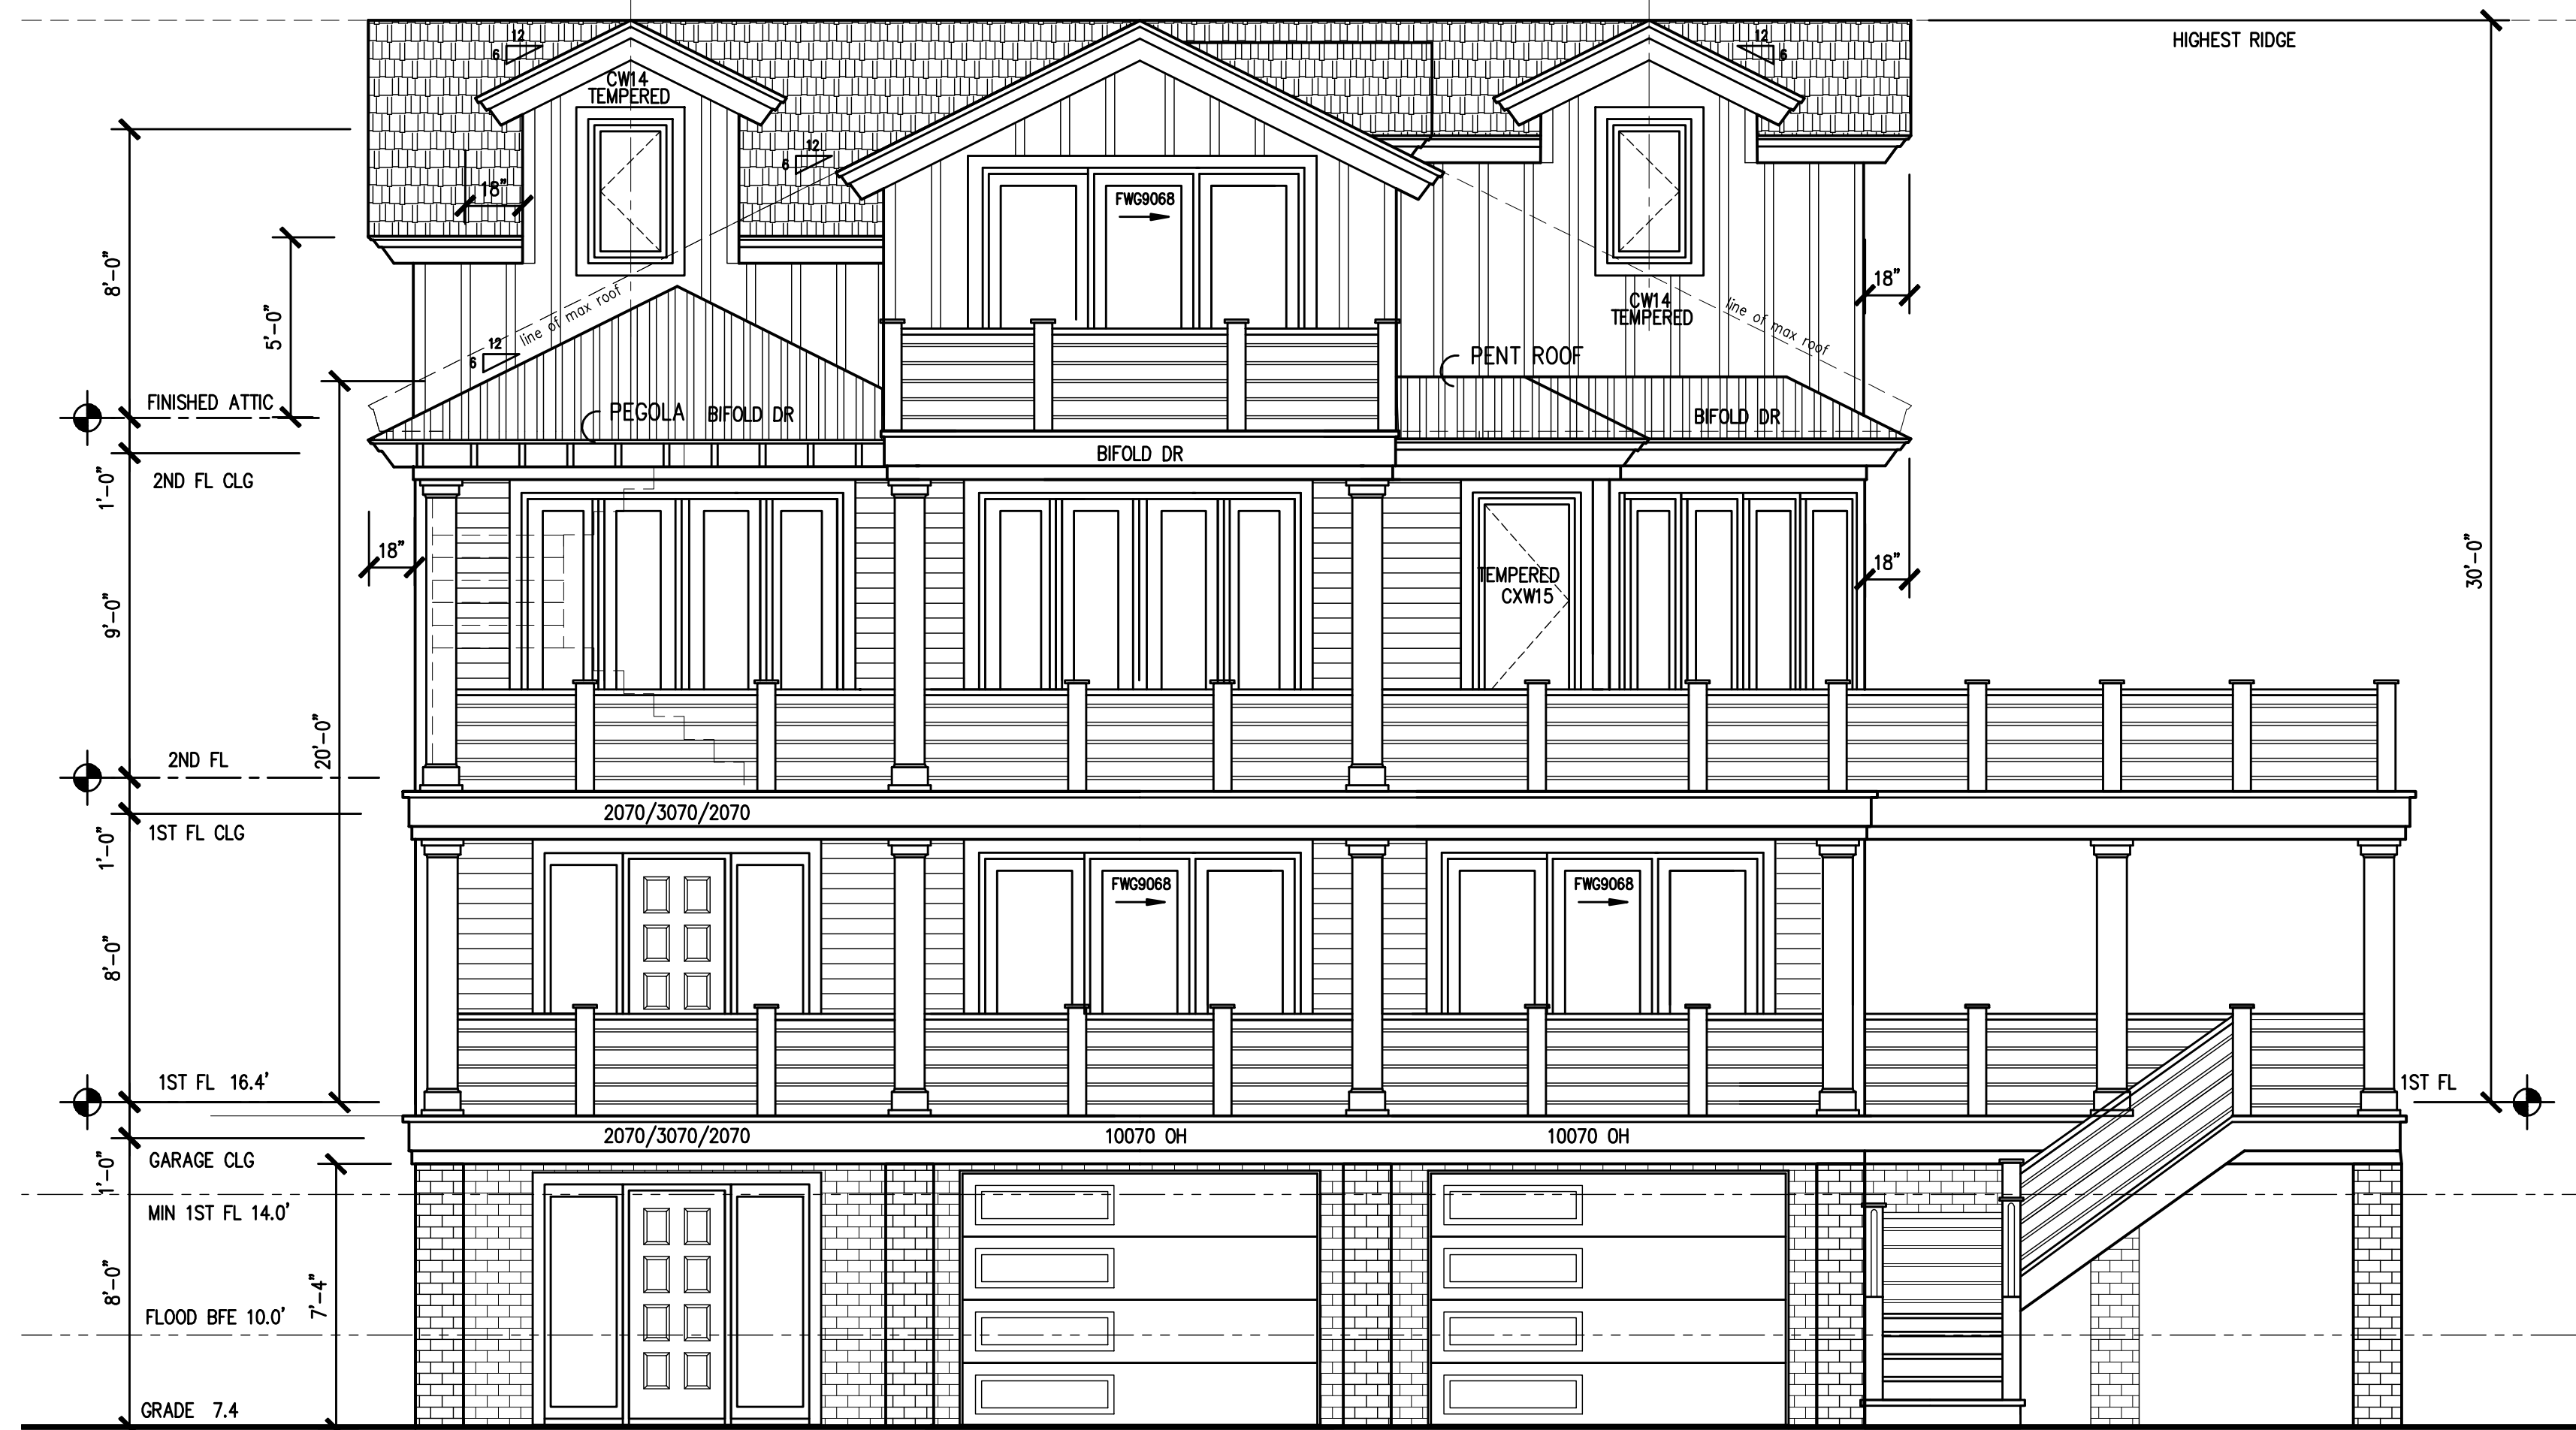 HIGHEST RIDGE
12
6
12
6
CW14
TEMPERED
12
6
18"
FWG9068
8'-0"
5'-0"
18"
CW14
TEMPERED
line of max roof
line of max roof
12
6
PENT ROOF
FINISHED ATTIC
PEGOLA
BIFOLD DR
BIFOLD DR
BIFOLD DR
1'-0"
2ND FL CLG
18"
18"
30'-0"
TEMPERED
CXW15
9'-0"
20'-0"
2ND FL
2070/3070/2070
1ST FL CLG
1'-0"
FWG9068
FWG9068
8'-0"
1ST FL 16.4'
1ST FL
2070/3070/2070
10070 OH
10070 OH
GARAGE CLG
1'-0"
MIN 1ST FL 14.0'
8'-0"
7'-4"
FLOOD BFE 10.0'
GRADE 7.4